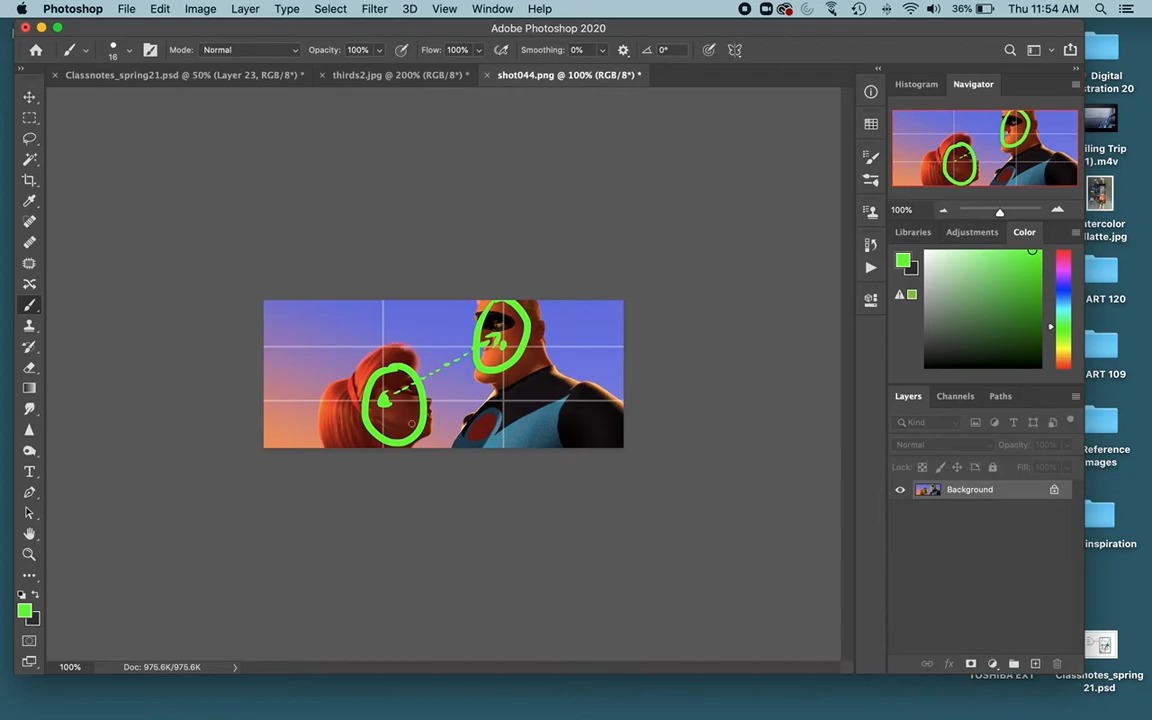 Photoshop File Edit Image Layer Type Select Filter 3D View Window Help 36% Thu 11:54 AM
Adobe Photoshop 2020
16 Mode: Normal Opacity: 100% Flow: 100% Smoothing: 0% 0°
Classnotes_spring21.psd @ 50% (Layer 23, RGB/8*) * thirds2.jpg @ 200% (RGB/8*) * shot044.png @ 100% (RGB/8*) *
Histogram Navigator
100%
Libraries Adjustments Color
Layers Channels Paths
Kind
Normal Opacity: 100%
Lock: Fill: 100%
Background
100% Doc: 975.6K/975.6K
Digital
stration 20
iling Trip
1).m4v
atercolor
llatte.jpg
ART 120
ART 109
Reference
mages
inspiration
TOSHIBA EXT
Classnotes_spring
21.psd